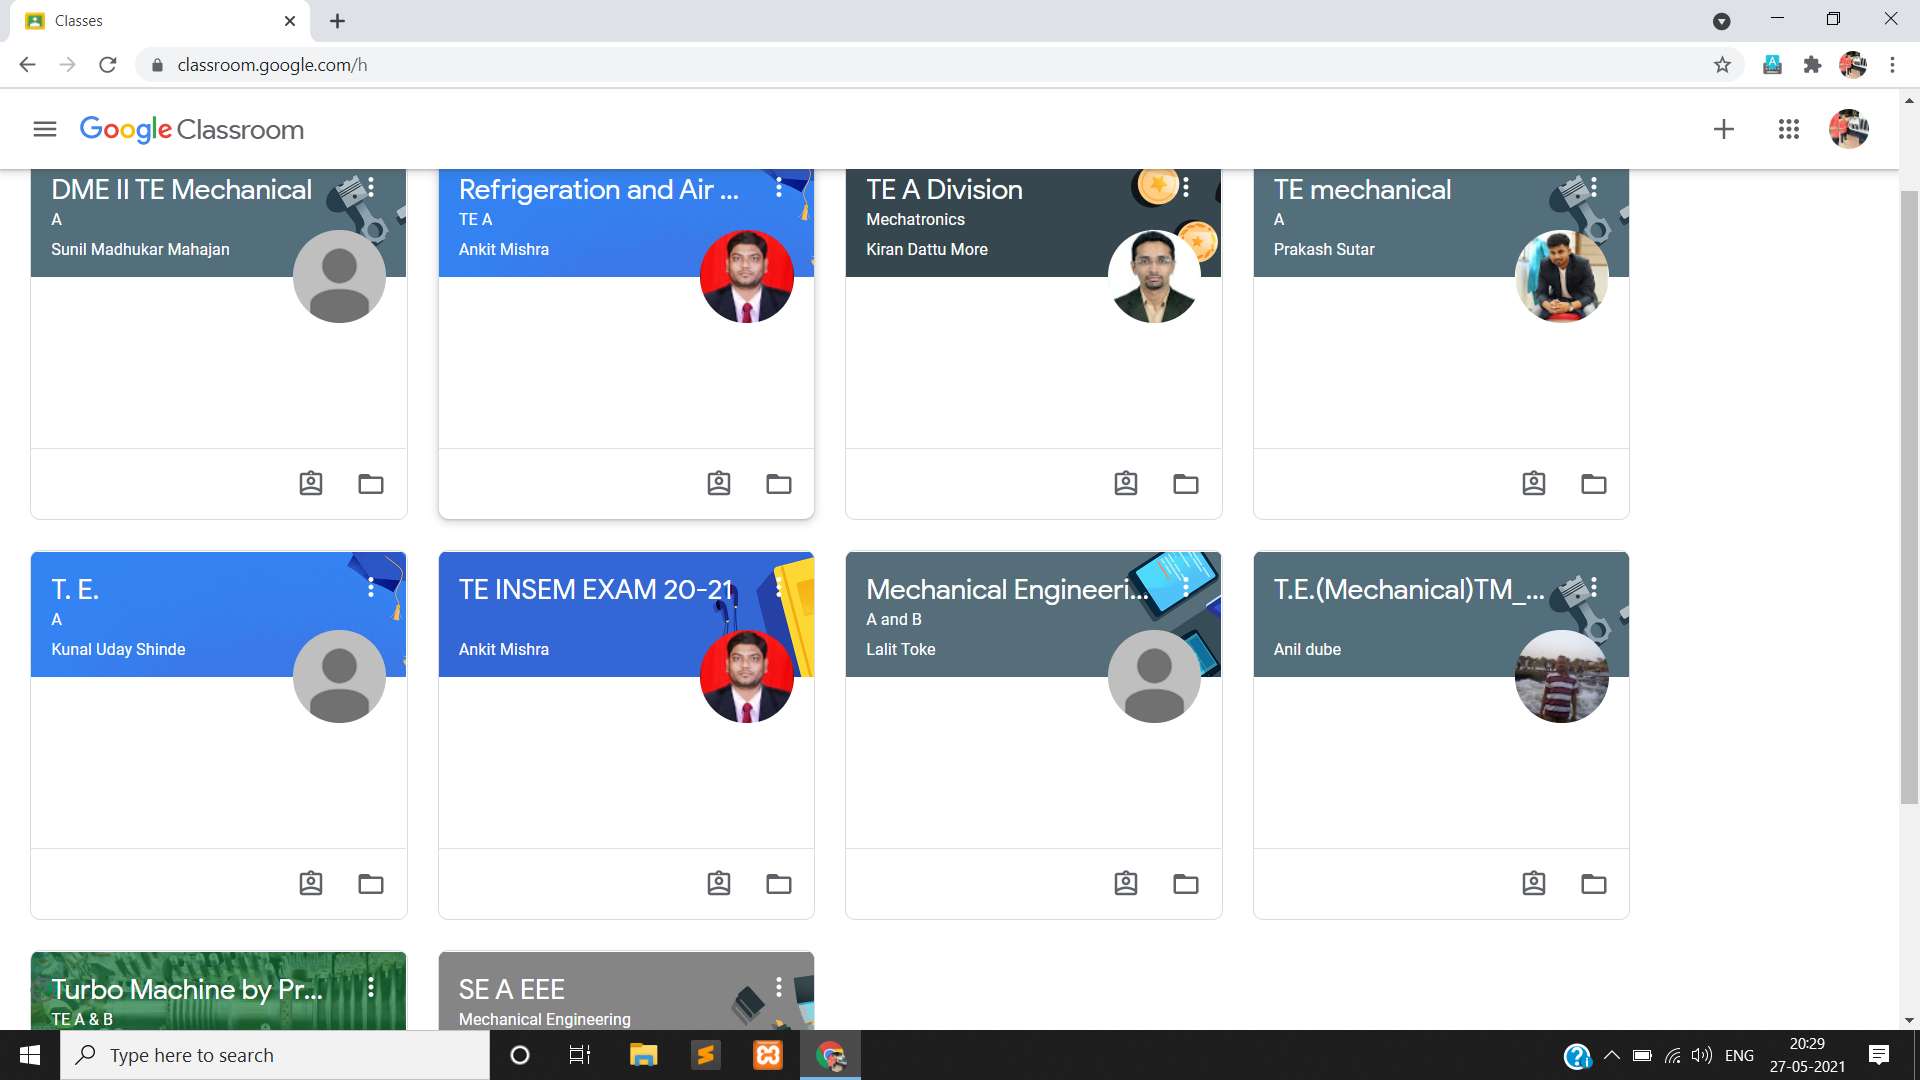 Classes
classroom.google.com/h
Google Classroom
DME II TE Mechanical
A
Sunil Madhukar Mahajan
Refrigeration and Air ...
TE A
Ankit Mishra
TE A Division
Mechatronics
Kiran Dattu More
TE mechanical
A
Prakash Sutar
T. E.
A
Kunal Uday Shinde
TE INSEM EXAM 20-21
Ankit Mishra
Mechanical Engineeri...
A and B
Lalit Toke
T.E.(Mechanical)TM_...
Anil dube
Turbo Machine by Pr...
TE A & B
SE A EEE
Mechanical Engineering
Type here to search
ENG
20:29
27-05-2021